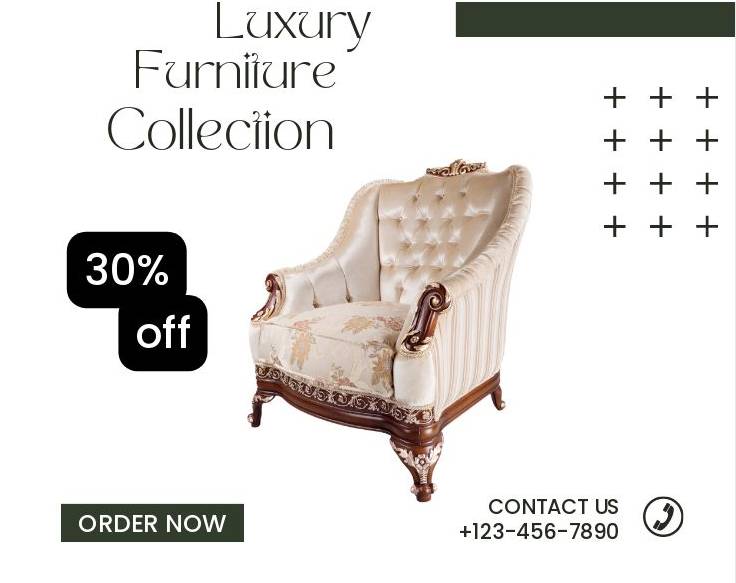 Luxury
Furniture
Collection
30%
off
ORDER NOW
CONTACT US
+123-456-7890